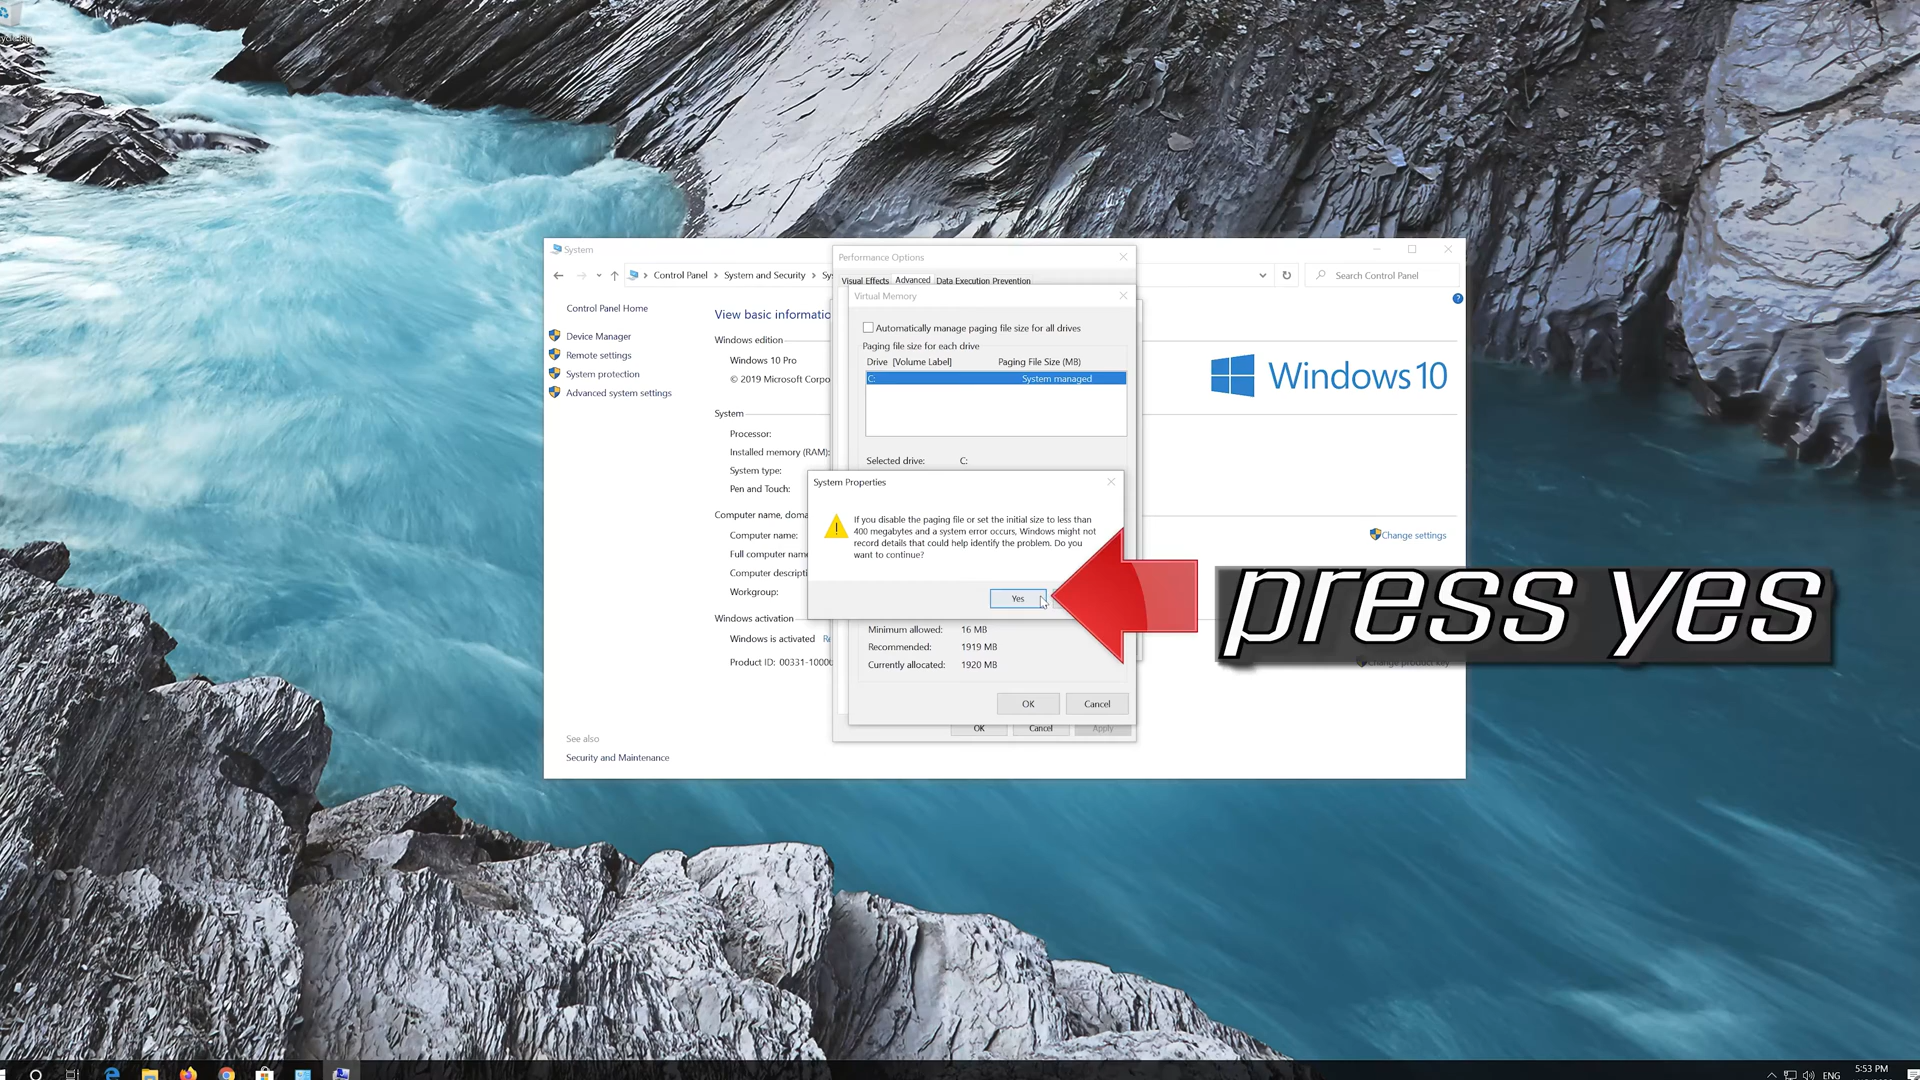 System
Control Panel > System and Security >
Search Control Panel
Control Panel Home
Device Manager
Remote settings
System protection
Advanced system settings
See also
Security and Maintenance
View basic
Windows edition
Windows 10 Pro
© 2019 Microsoft
System
Processor:
Installed memory (RAM):
System type:
Pen and Touch:
Computer name,
Computer name:
Full computer
Computer
Workgroup:
Windows activation
Windows is activated
Product ID:
Windows 10
Change settings
Change product key
Performance Options
Visual Effects Advanced Data Execution Prevention
Virtual Memory
Automatically manage paging file size for all drives
Paging file size for each drive
Drive [Volume Label] Paging File Size (MB)
C: System managed
Selected drive: C:
System Properties
If you disable the paging file or set the initial size to less than
400 megabytes and a system error occurs, Windows might not
record details that could help identify the problem. Do you
want to continue?
Yes
press yes
Minimum allowed: 16 MB
Recommended: 1919 MB
Currently allocated: 1920 MB
OK Cancel
OK Cancel Apply
ENG
5:53 PM